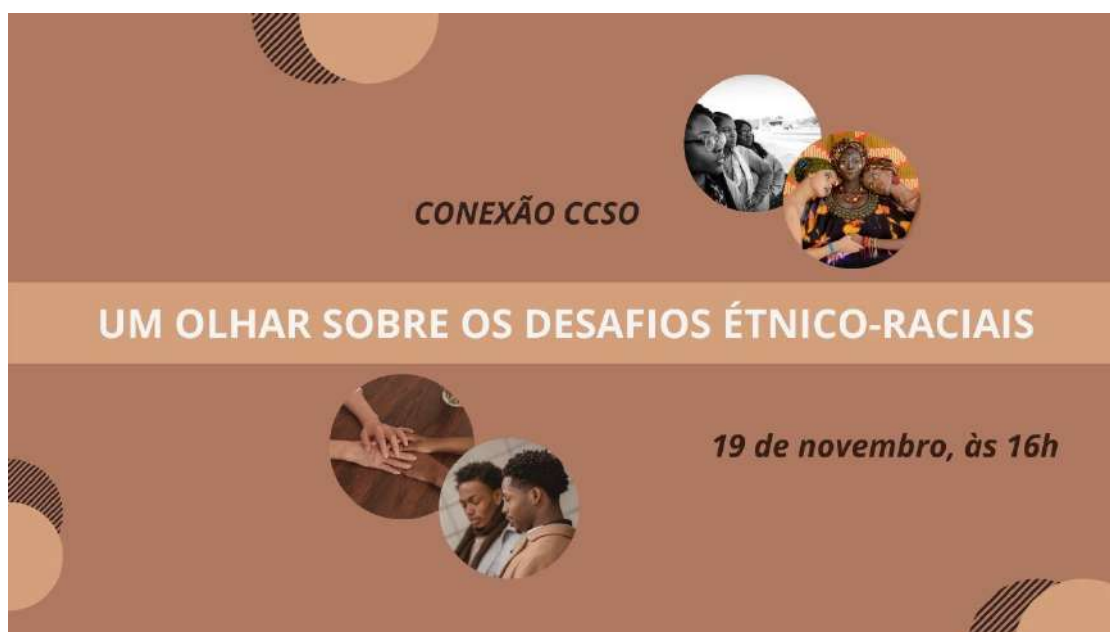 CONEXÃO CCSO
UM OLHAR SOBRE OS DESAFIOS ÉTNICO-RACIAIS
19 de novembro, às 16h